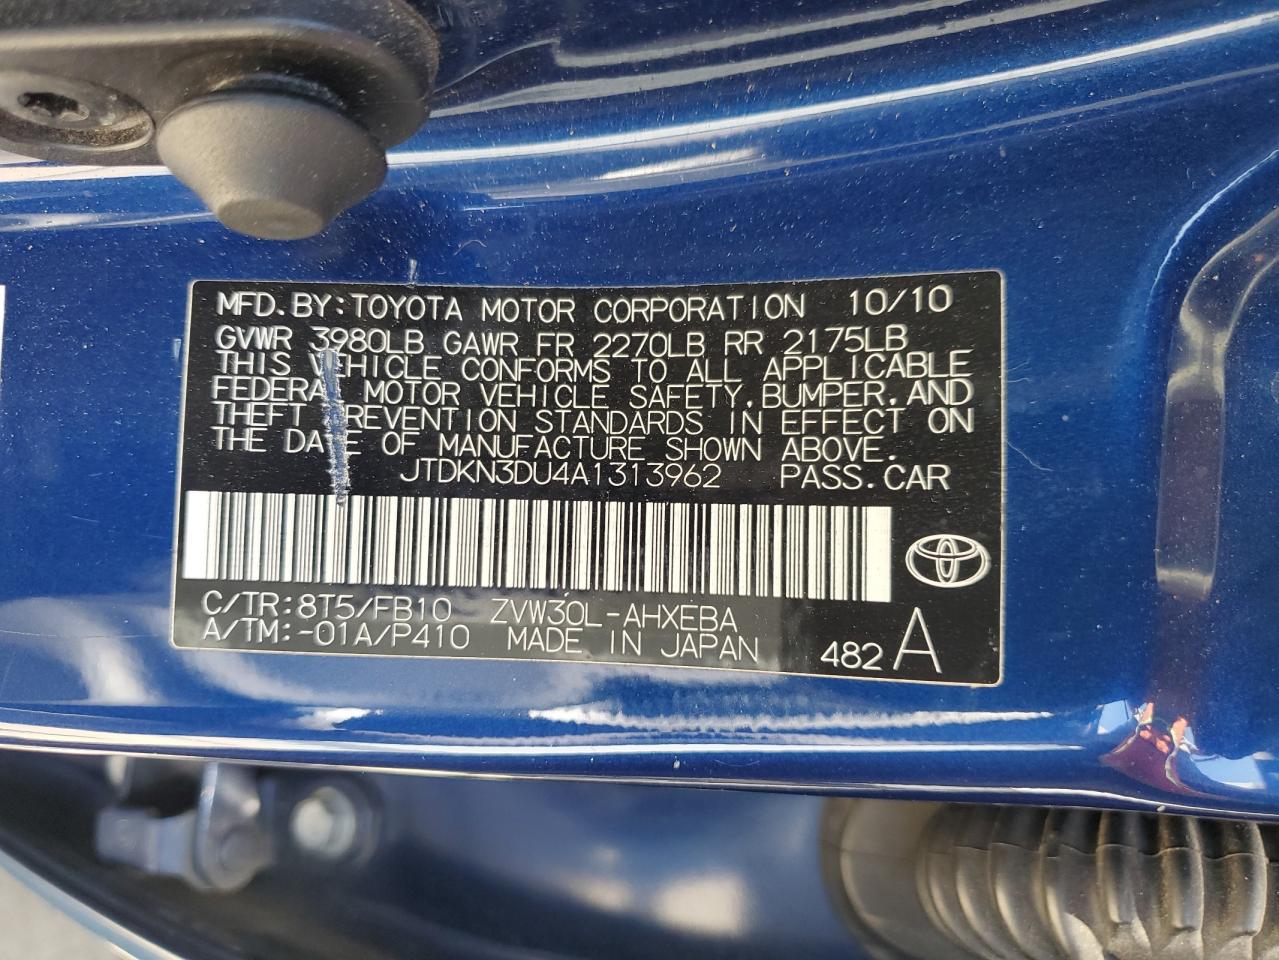 MFD.BY:TOYOTA MOTOR CORPORATION 10/10
GVWR 3980LB GAWR FR 2270LB RR 2175LB
THIS VEHICLE CONFORMS TO ALL APPLICABLE
FEDERAL MOTOR VEHICLE SAFETY, BUMPER, AND
THEFT PREVENTION STANDARDS IN EFFECT ON
THE DATE OF MANUFACTURE SHOWN ABOVE.
JTDKN3DU4A1313962 PASS.CAR
C/TR:8T5/FB10 ZVW30L-AHXEBA
A/TM:-01A/P410 MADE IN JAPAN 482 A